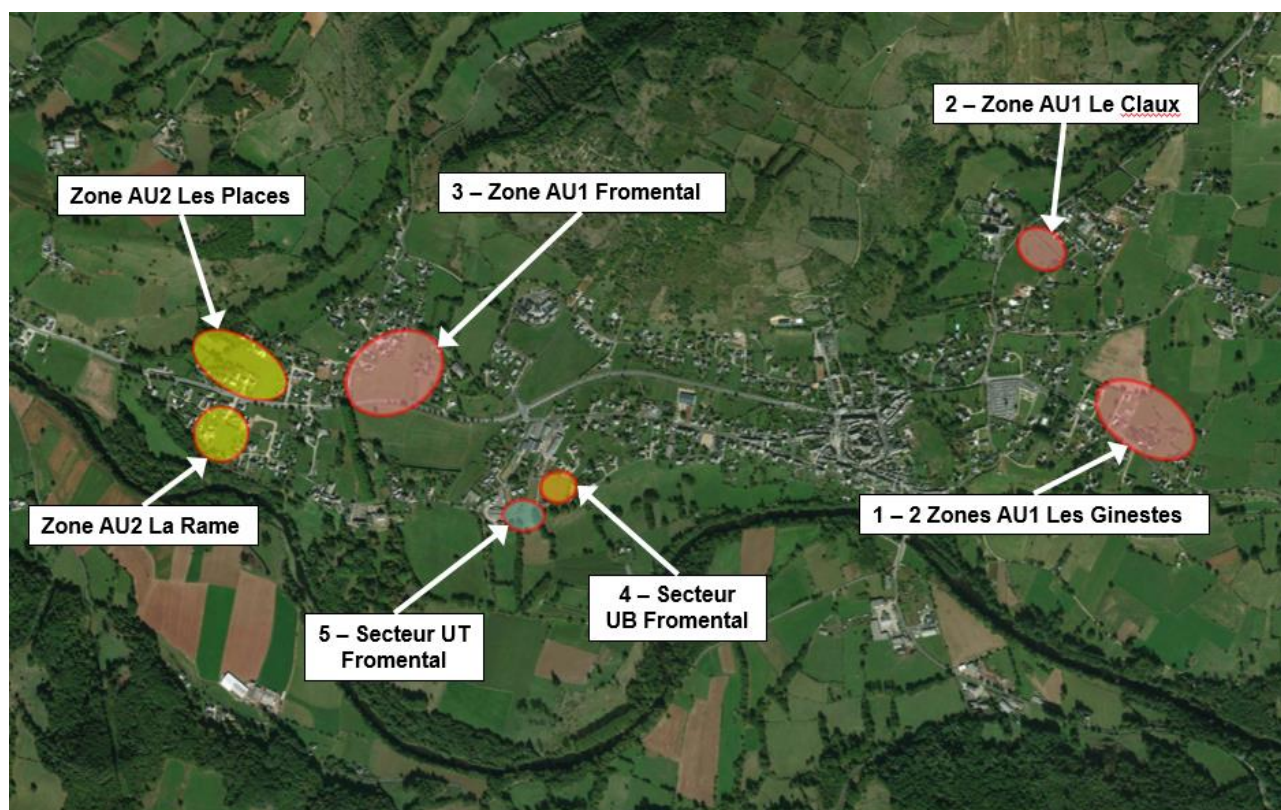 2 – Zone AU1 Le Claux
Zone AU2 Les Places
3 – Zone AU1 Fromental
Zone AU2 La Rame
1 – 2 Zones AU1 Les Ginestes
4 – Secteur
UB Fromental
5 – Secteur UT
Fromental